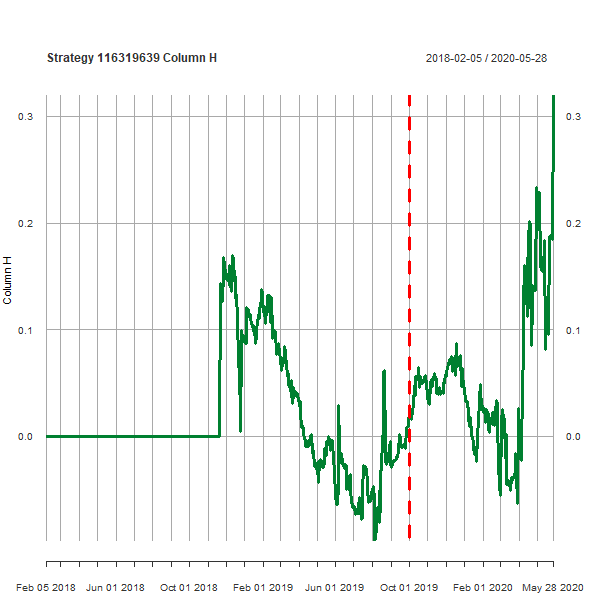 Strategy 116319639 Column H
2018-02-05 / 2020-05-28
0.3
0.3
0.2
0.2
0.1
0.1
0.0
0.0
Column H
Feb 05 2018
Jun 01 2018
Oct 01 2018
Feb 01 2019
Jun 01 2019
Oct 01 2019
Feb 01 2020
May 28 2020